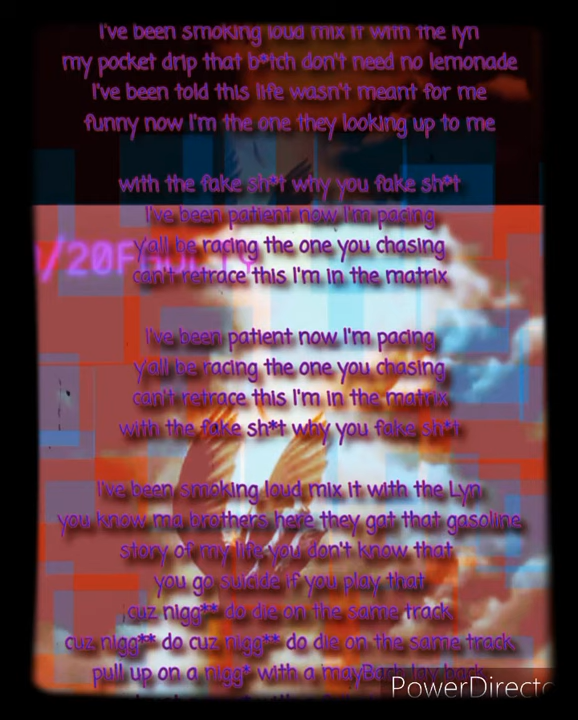 I've been smoking loud mix it with the lyn
my pocket drip that b*tch don't need no lemonade
I've been told this life wasn't meant for me
funny now I'm the one they looking up to me
with the fake sh*t why you fake sh*t
I've been patient now I'm pacing
y'all be racing the one you chasing
can't retrace this I'm in the matrix
I've been patient now I'm pacing
y'all be racing the one you chasing
can't retrace this I'm in the matrix
with the fake sh*t why you fake sh*t
I've been smoking loud mix it with the Lyn
you know ma brothers here they gat that gasoline
story of my life you don't know that
you go suicide if you play that
cuz nigg** do die on the same track
cuz nigg** do cuz nigg** do die on the same track
pull up on a nigg* with a mayBach lay back
PowerDirecto